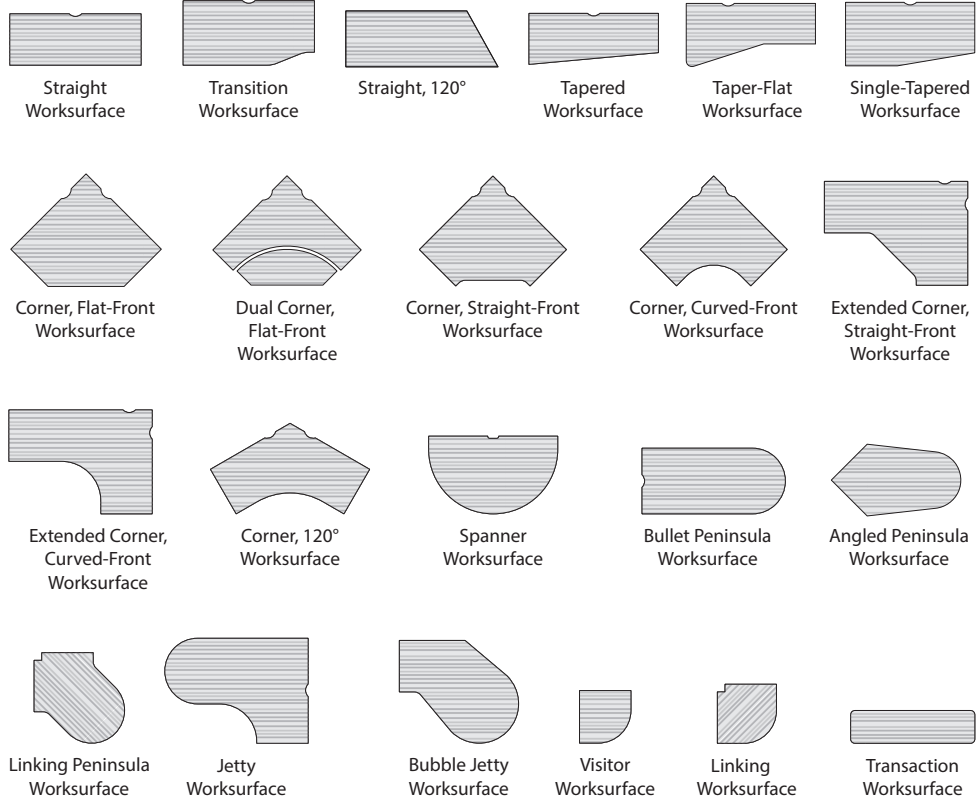 Straight
Worksurface
Transition
Worksurface
Straight, 120°
Tapered
Worksurface
Taper-Flat
Worksurface
Single-Tapered
Worksurface
Corner, Flat-Front
Worksurface
Dual Corner,
Flat-Front
Worksurface
Corner, Straight-Front
Worksurface
Corner, Curved-Front
Worksurface
Extended Corner,
Straight-Front
Worksurface
Extended Corner,
Curved-Front
Worksurface
Corner, 120°
Worksurface
Spanner
Worksurface
Bullet Peninsula
Worksurface
Angled Peninsula
Worksurface
Linking Peninsula
Worksurface
Jetty
Worksurface
Bubble Jetty
Worksurface
Visitor
Worksurface
Linking
Worksurface
Transaction
Worksurface